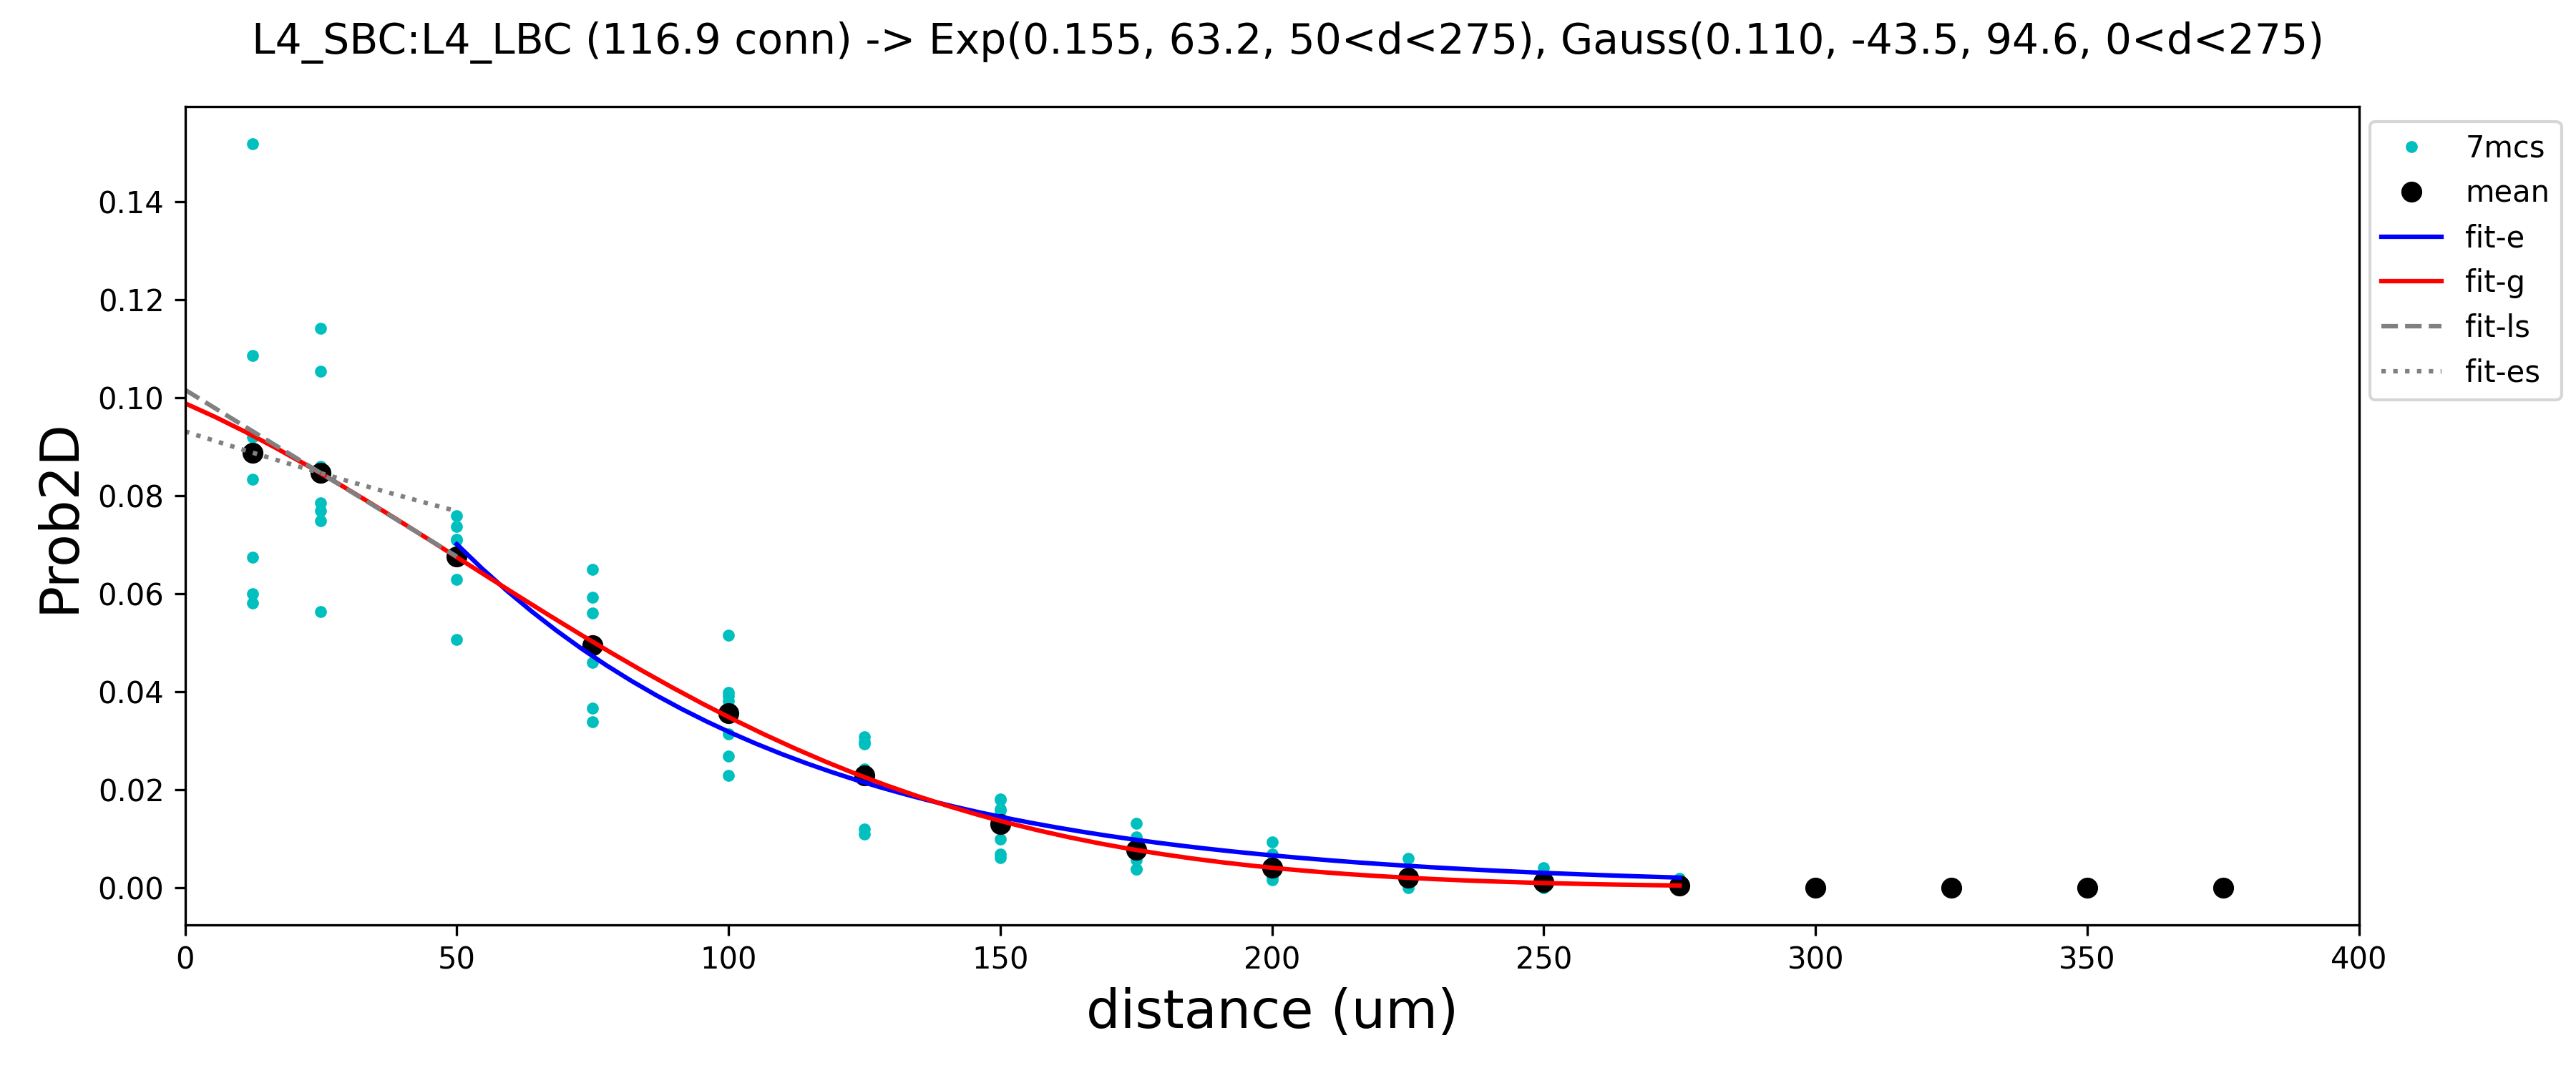 L4_SBC:L4_LBC (116.9 conn) -> Exp(0.155, 63.2, 50<d<275), Gauss(0.110, -43.5, 94.6, 0<d<275)
Prob2D
0.14
0.12
0.10
0.08
0.06
0.04
0.02
0.00
0 50 100 150 200 250 300 350 400
distance (um)
7mcs
mean
fit-e
fit-g
fit-ls
fit-es